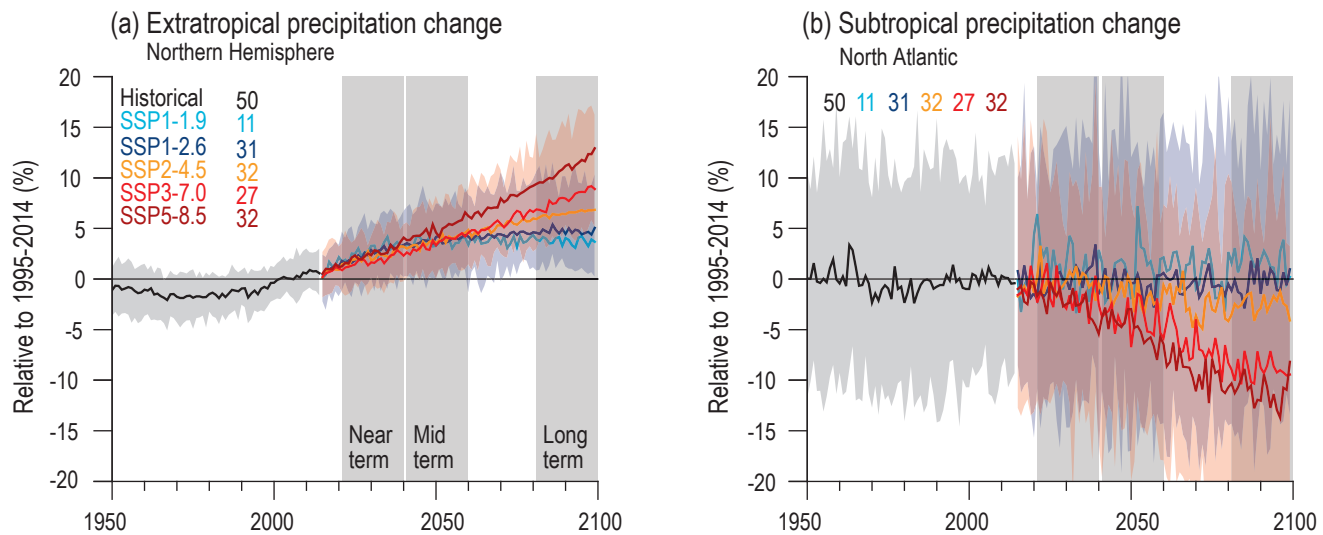 (a) Extratropical precipitation change
Northern Hemisphere
Relative to 1995-2014 (%)
20
15
10
5
0
-5
-10
-15
-20
Historical 50
SSP1-1.9 11
SSP1-2.6 31
SSP2-4.5 32
SSP3-7.0 27
SSP5-8.5 32
Near term
Mid term
Long term
1950 2000 2050 2100
(b) Subtropical precipitation change
North Atlantic
Relative to 1995-2014 (%)
20
15
10
5
0
-5
-10
-15
-20
50 11 31 32 27 32
1950 2000 2050 2100